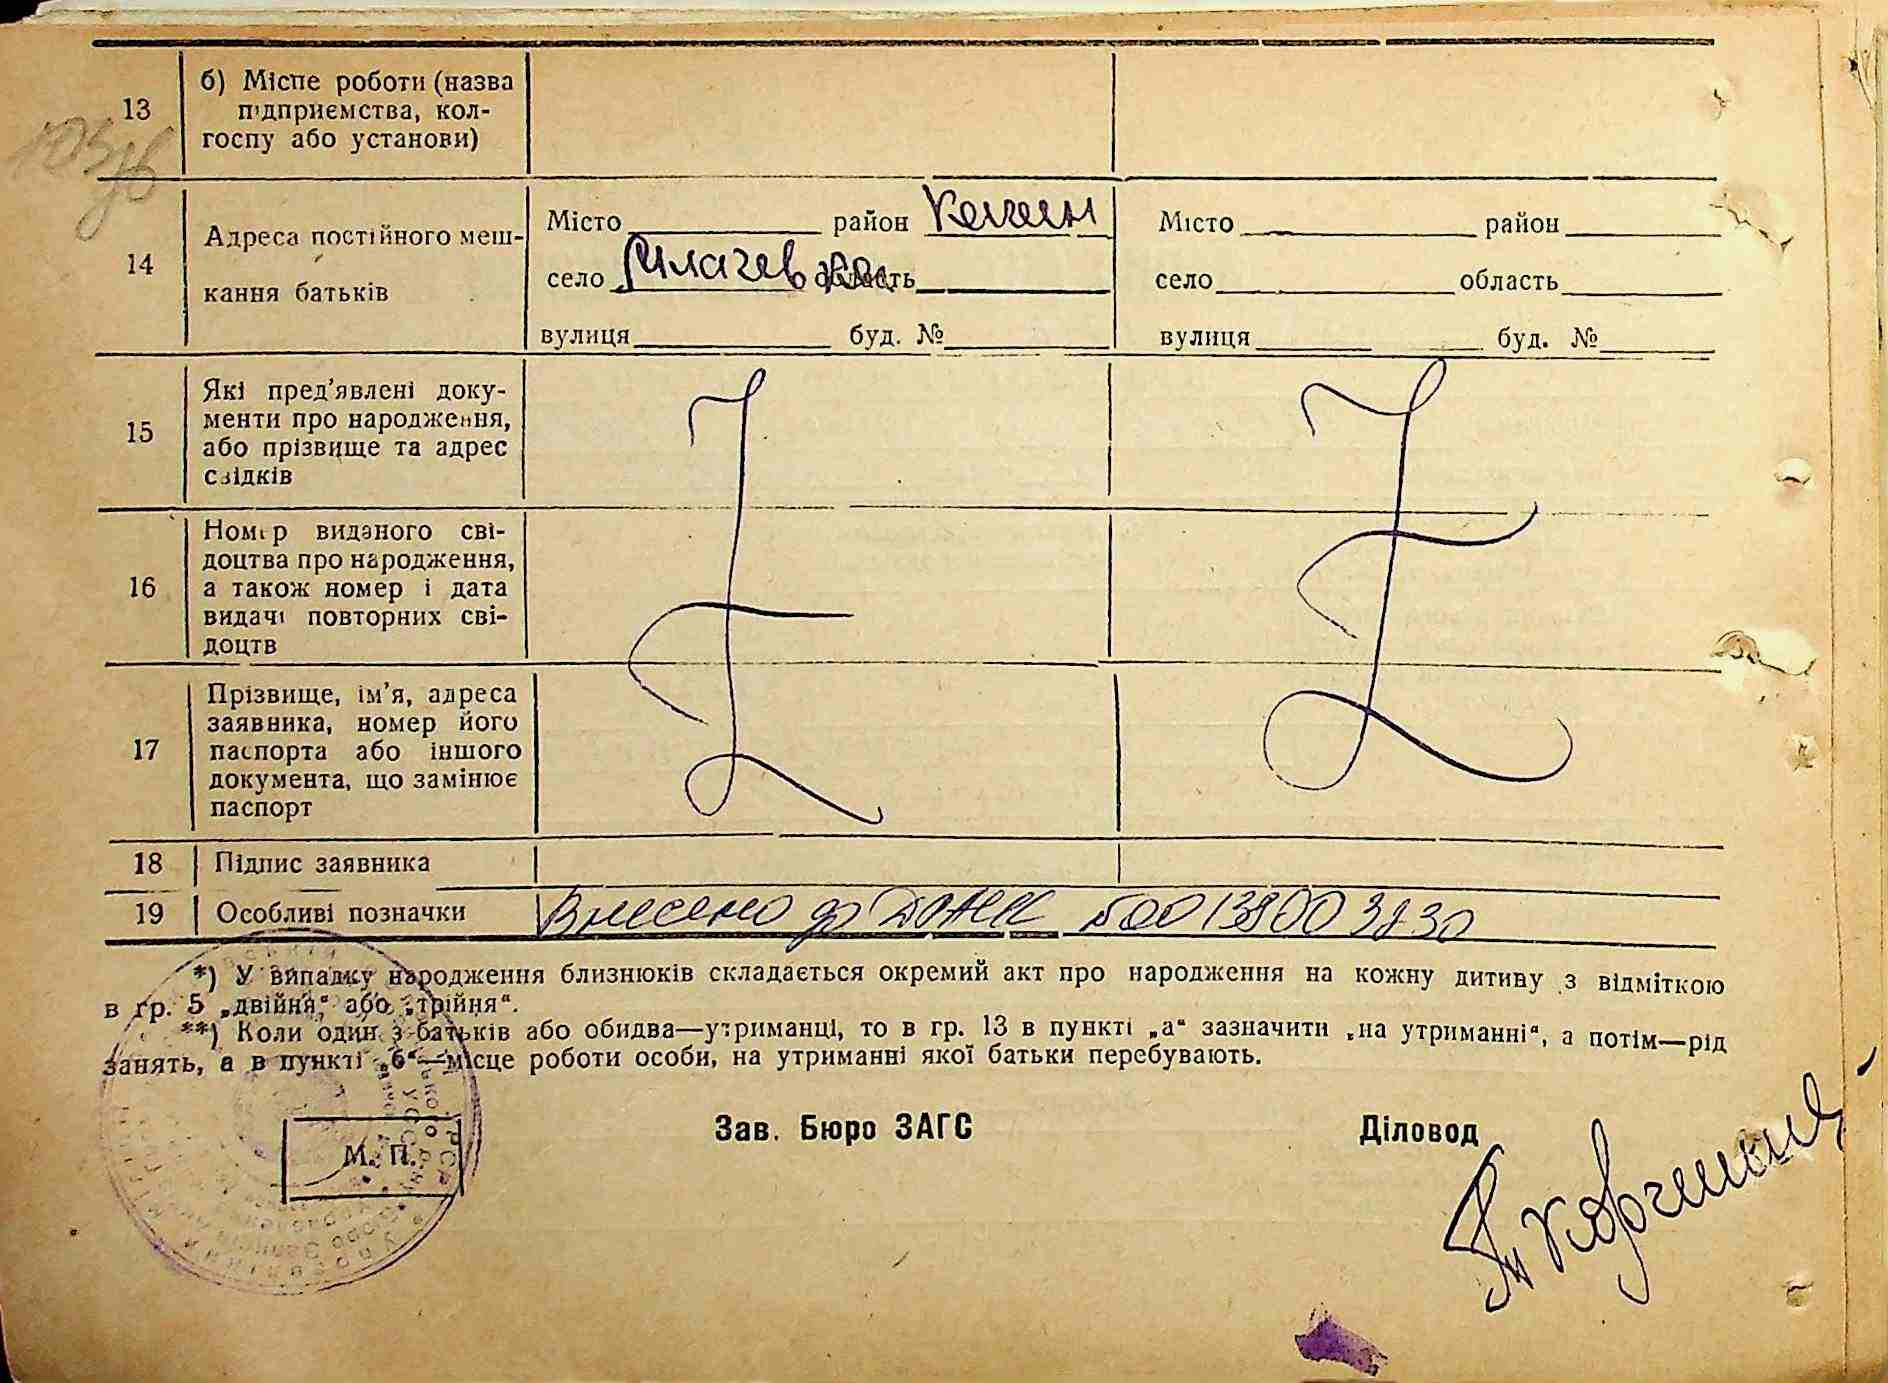 13
б) Місце роботи (назва
підприємства, кол-
госпу або установи)
14
Адреса постійного меш-
кання батьків
Місто район
село область
вулиця буд. №
Місто район
село область
вулиця буд. №
15
Які пред'явлені доку-
менти про народження,
або прізвище та адрес
свідків
16
Номер виданого сві-
доцтва про народження,
а також номер і дата
видачі повторних сві-
доцтв
17
Прізвище, ім'я, адреса
заявника, номер його
паспорта або іншого
документа, що замінює
паспорт
18 Підпис заявника
19 Особливі позначки Внесено до
*) У випадку народження близнюків складається окремий акт про народження на кожну дитину з відміткою
в гр. 5 „двійня“ або „трійня“.
**) Коли один з батьків або обидва—утриманці, то в гр. 13 в пункті „а“ зазначити „на утриманні“, а потім—рід
занять, а в пункті „б“—місце роботи особи, на утриманні якої батьки перебувають.
М. П.
Зав. Бюро ЗАГС
Діловод